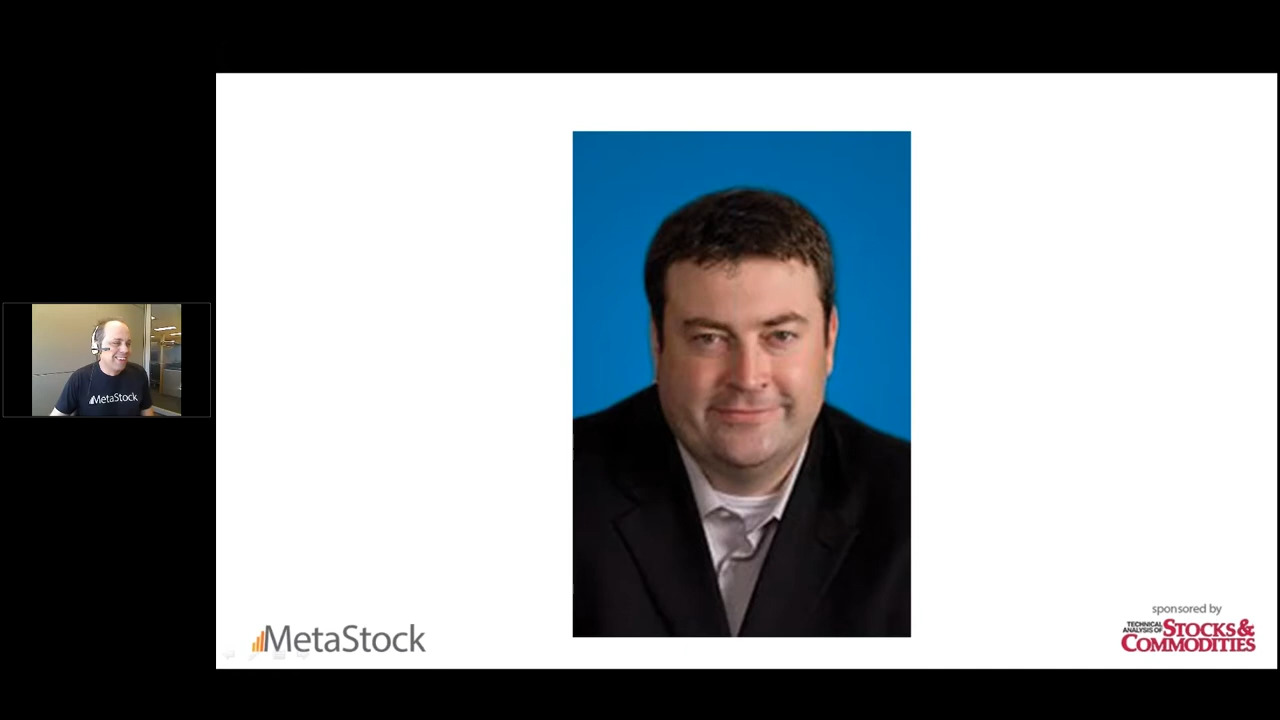 MetaStock
MetaStock
sponsored by
TECHNICAL
ANALYSIS OF STOCKS &
COMMODITIES